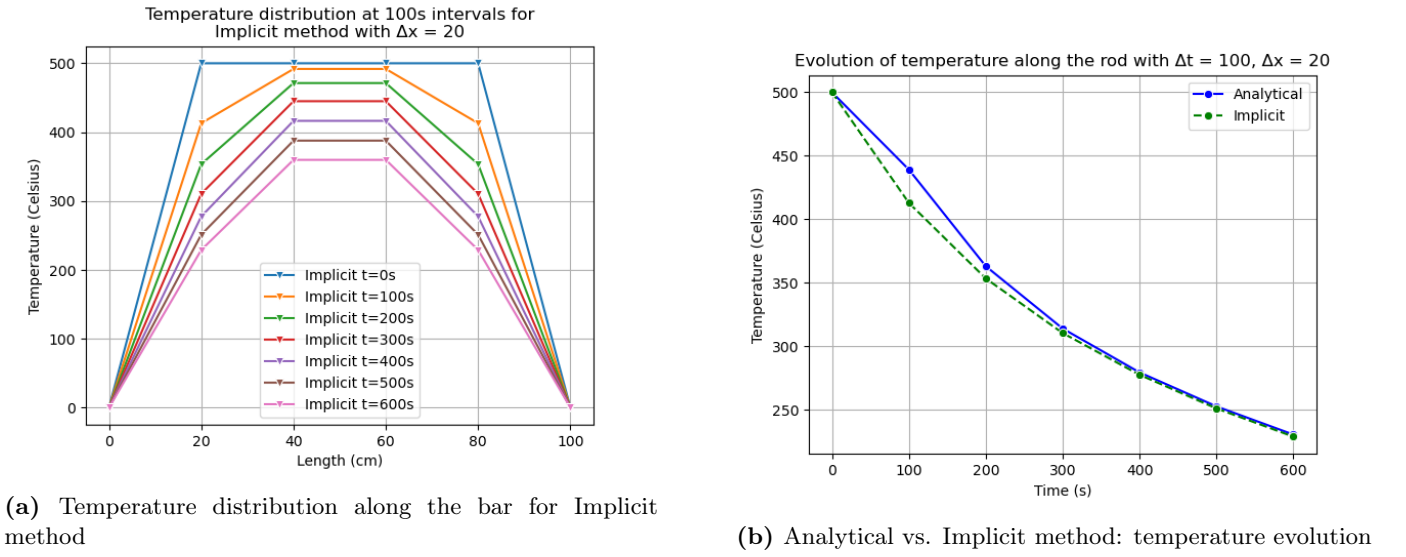 Temperature distribution at 100s intervals for
Implicit method with Δx = 20
Temperature (Celsius)
500
400
300
200
100
0
Implicit t=0s
Implicit t=100s
Implicit t=200s
Implicit t=300s
Implicit t=400s
Implicit t=500s
Implicit t=600s
0 20 40 60 80 100
Length (cm)
(a) Temperature distribution along the bar for Implicit
method
Evolution of temperature along the rod with Δt = 100, Δx = 20
Temperature (Celsius)
500
450
400
350
300
250
Analytical
Implicit
0 100 200 300 400 500 600
Time (s)
(b) Analytical vs. Implicit method: temperature evolution